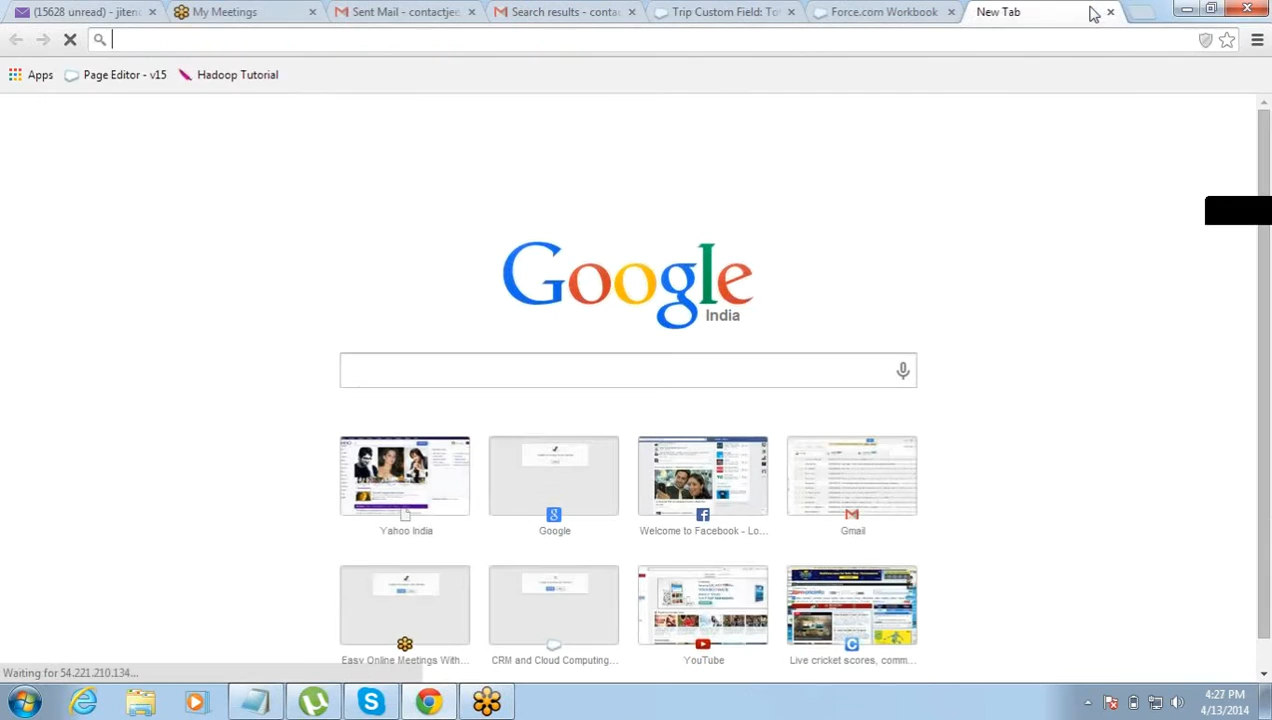 (15628 unread) - jitend
My Meetings
Sent Mail - contactjee
Search results - conta
Trip Custom Field: To
Force.com Workbook
New Tab
Apps
Page Editor - v15
Hadoop Tutorial
Google
India
Yahoo India
Google
Welcome to Facebook - Lo...
Gmail
Easy Online Meetings With...
CRM and Cloud Computing...
YouTube
Live cricket scores, comm...
Waiting for 54.221.210.134...
4:27 PM
4/13/2014